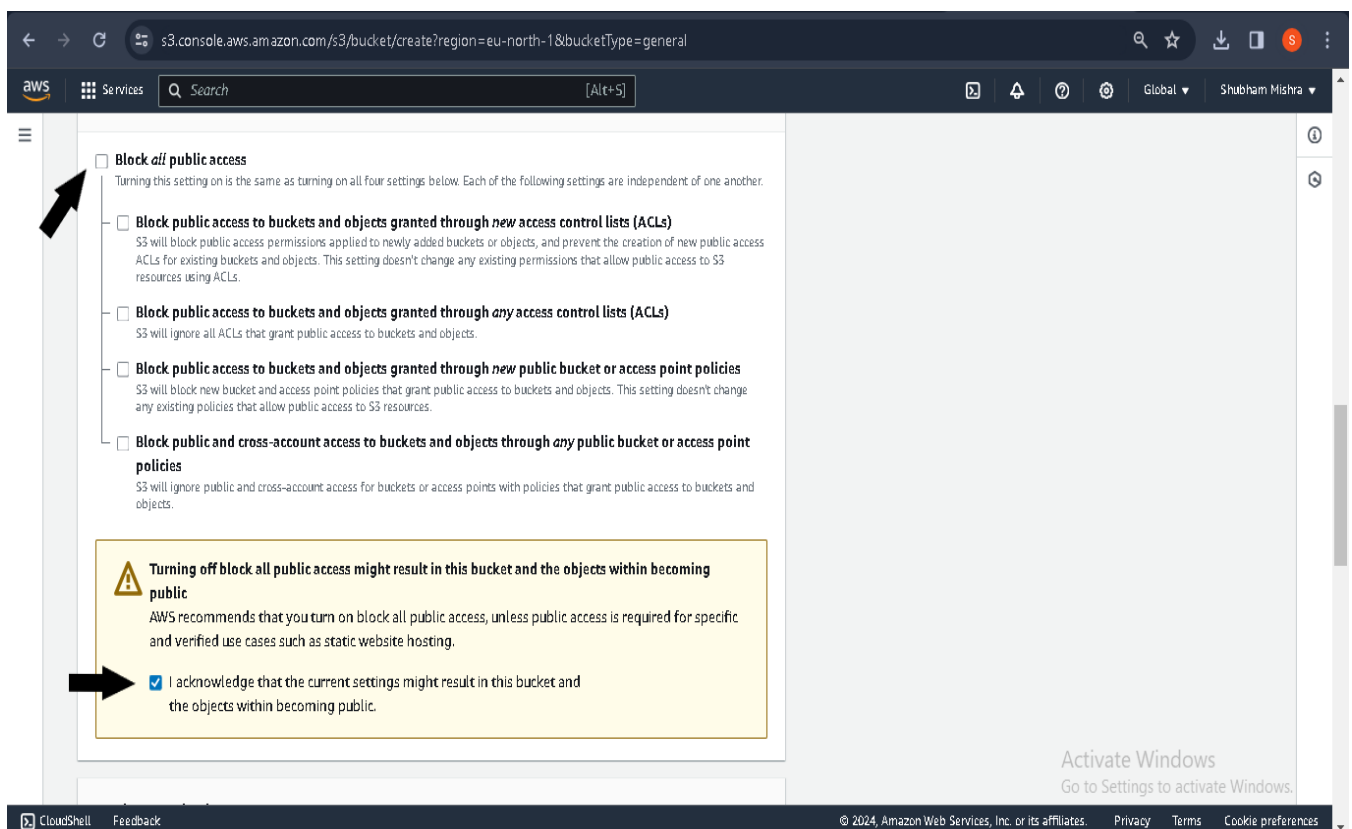 s3.console.aws.amazon.com/s3/bucket/create?region=eu-north-1&bucketType=general
S
aws
Services
Search
[Alt+S]
Global
Shubham Mishra
Block all public access
Turning this setting on is the same as turning on all four settings below. Each of the following settings are independent of one another.
Block public access to buckets and objects granted through new access control lists (ACLs)
S3 will block public access permissions applied to newly added buckets or objects, and prevent the creation of new public access
ACLs for existing buckets and objects. This setting doesn't change any existing permissions that allow public access to S3
resources using ACLs.
Block public access to buckets and objects granted through any access control lists (ACLs)
S3 will ignore all ACLs that grant public access to buckets and objects.
Block public access to buckets and objects granted through new public bucket or access point policies
S3 will block new bucket and access point policies that grant public access to buckets and objects. This setting doesn't change
any existing policies that allow public access to S3 resources.
Block public and cross-account access to buckets and objects through any public bucket or access point
policies
S3 will ignore public and cross-account access for buckets or access points with policies that grant public access to buckets and
objects.
Turning off block all public access might result in this bucket and the objects within becoming
public
AWS recommends that you turn on block all public access, unless public access is required for specific
and verified use cases such as static website hosting.
I acknowledge that the current settings might result in this bucket and
the objects within becoming public.
Activate Windows
Go to Settings to activate Windows.
CloudShell
Feedback
© 2024, Amazon Web Services, Inc. or its affiliates.
Privacy
Terms
Cookie preferences